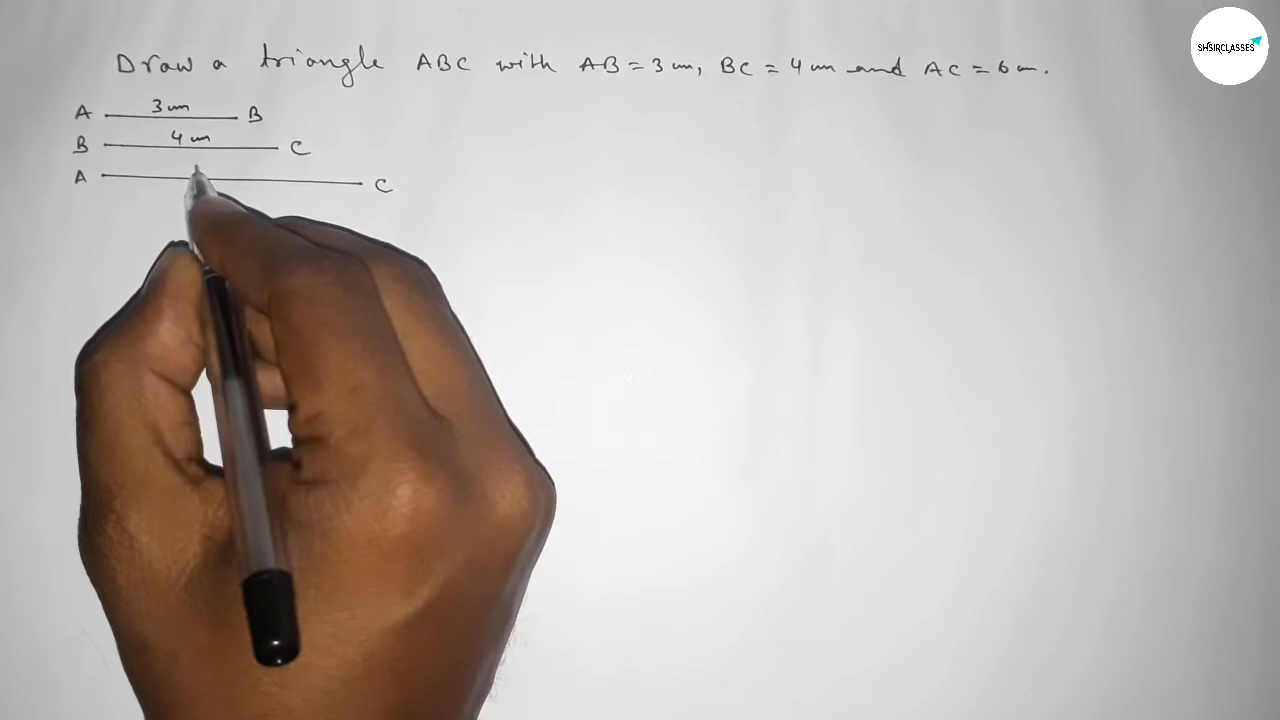 SHSIRCLASSES
Draw a triangle ABC with AB = 3 cm, BC = 4 cm and AC = 6 cm.
A 3 cm B
B 4 cm C
A C